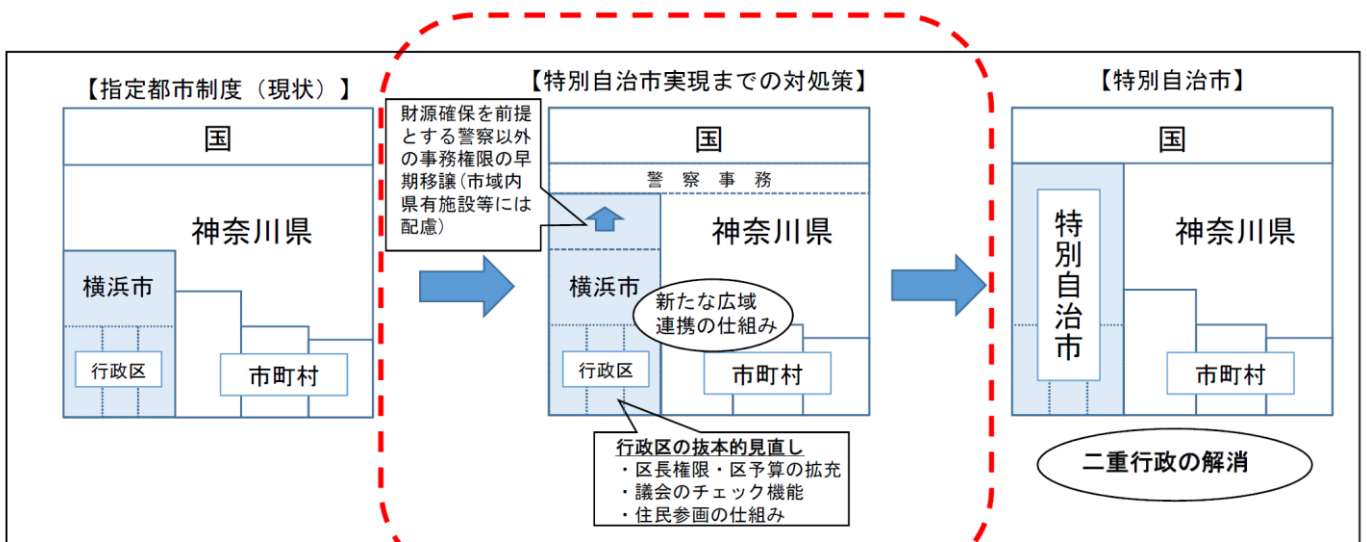 【指定都市制度（現状）】
国
神奈川県
横浜市
行政区
市町村
【特別自治市実現までの対処策】
財源確保を前提
とする警察以外
の事務権限の早
期移譲(市域内
県有施設等には
配慮)
国
警察事務
神奈川県
横浜市
新たな広域
連携の仕組み
行政区
市町村
行政区の抜本的見直し
・区長権限・区予算の拡充
・議会のチェック機能
・住民参画の仕組み
【特別自治市】
国
特別自治市
神奈川県
市町村
二重行政の解消